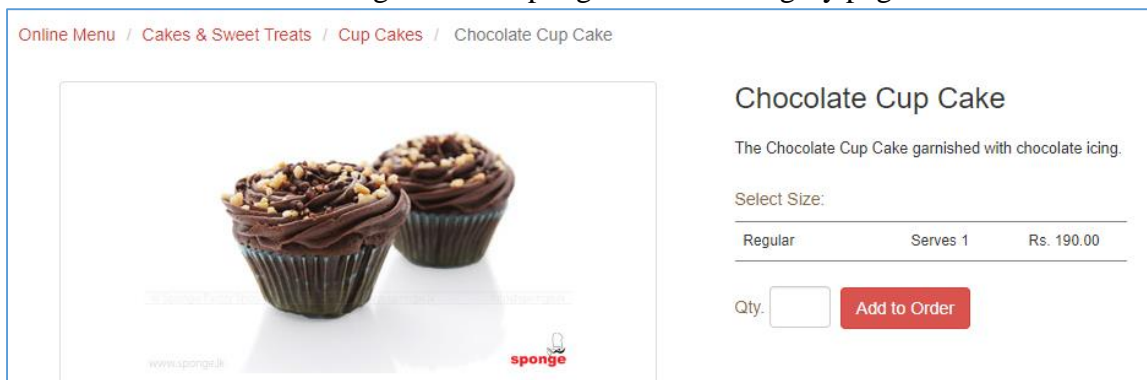 Online Menu / Cakes & Sweet Treats / Cup Cakes / Chocolate Cup Cake
Chocolate Cup Cake
The Chocolate Cup Cake garnished with chocolate icing.
Select Size:
Regular Serves 1 Rs. 190.00
Qty. Add to Order
www.sponge.lk
sponge